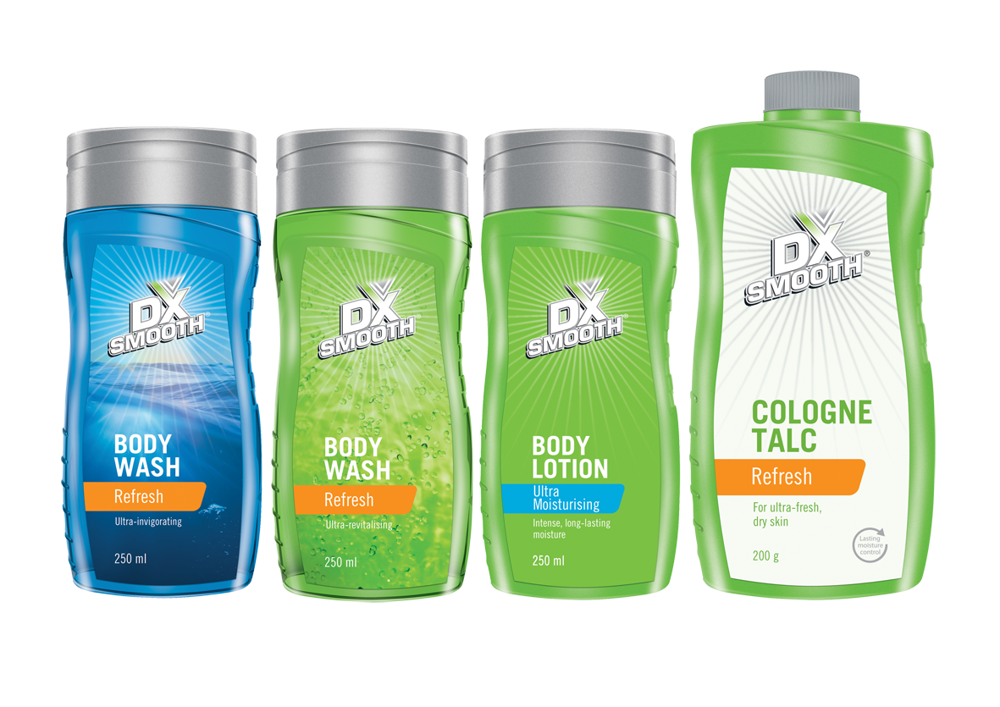 DX
SMOOTH®
BODY
WASH
Refresh
Ultra-invigorating
250 ml
DX
SMOOTH®
BODY
WASH
Refresh
Ultra-revitalising
250 ml
DX
SMOOTH®
BODY
LOTION
Ultra
Moisturising
Intense, long-lasting
moisture
250 ml
DX
SMOOTH®
COLOGNE
TALC
Refresh
For ultra-fresh,
dry skin
200 g
Lasting
moisture
control